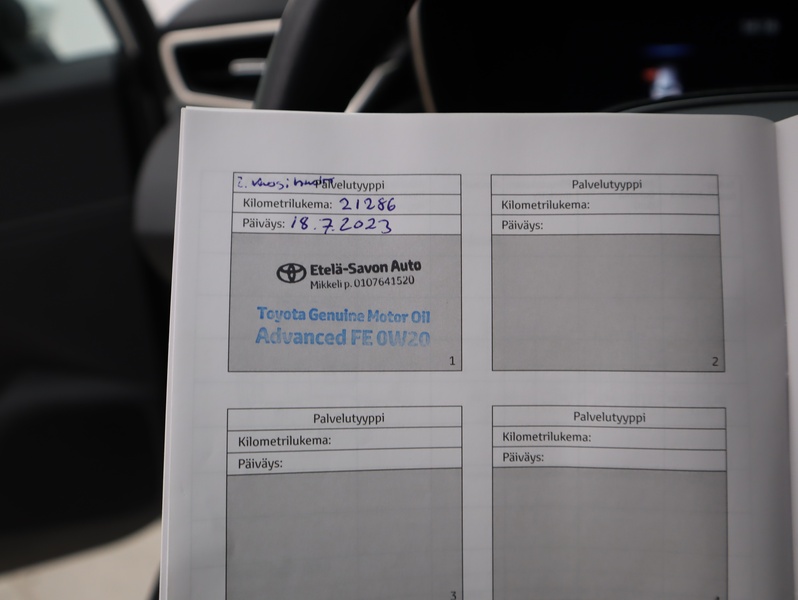 2. vuosihuolto Palvelutyyppi
Kilometrilukema: 21286
Päiväys: 18.7.2023
Etelä-Savon Auto
Mikkeli p. 0107641520
Toyota Genuine Motor Oil
Advanced FE 0W20
1
Palvelutyyppi
Kilometrilukema:
Päiväys:
2
Palvelutyyppi
Kilometrilukema:
Päiväys:
3
Palvelutyyppi
Kilometrilukema:
Päiväys: